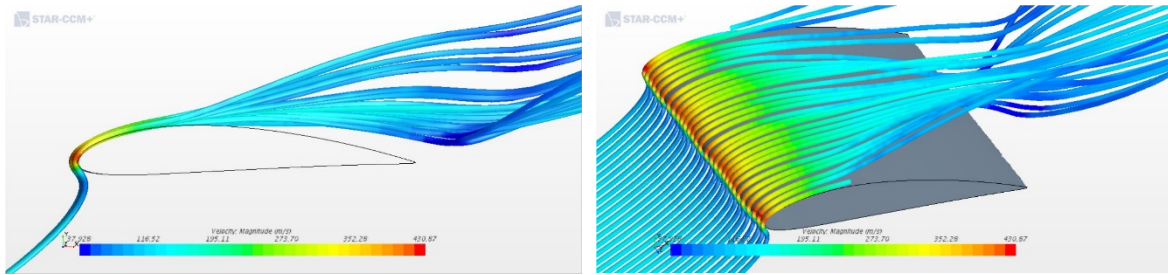 STAR-CCM+
Velocity: Magnitude (m/s)
37.928 116.52 195.11 273.70 352.28 430.87
STAR-CCM+
Velocity: Magnitude (m/s)
195.11 273.70 352.28 430.87